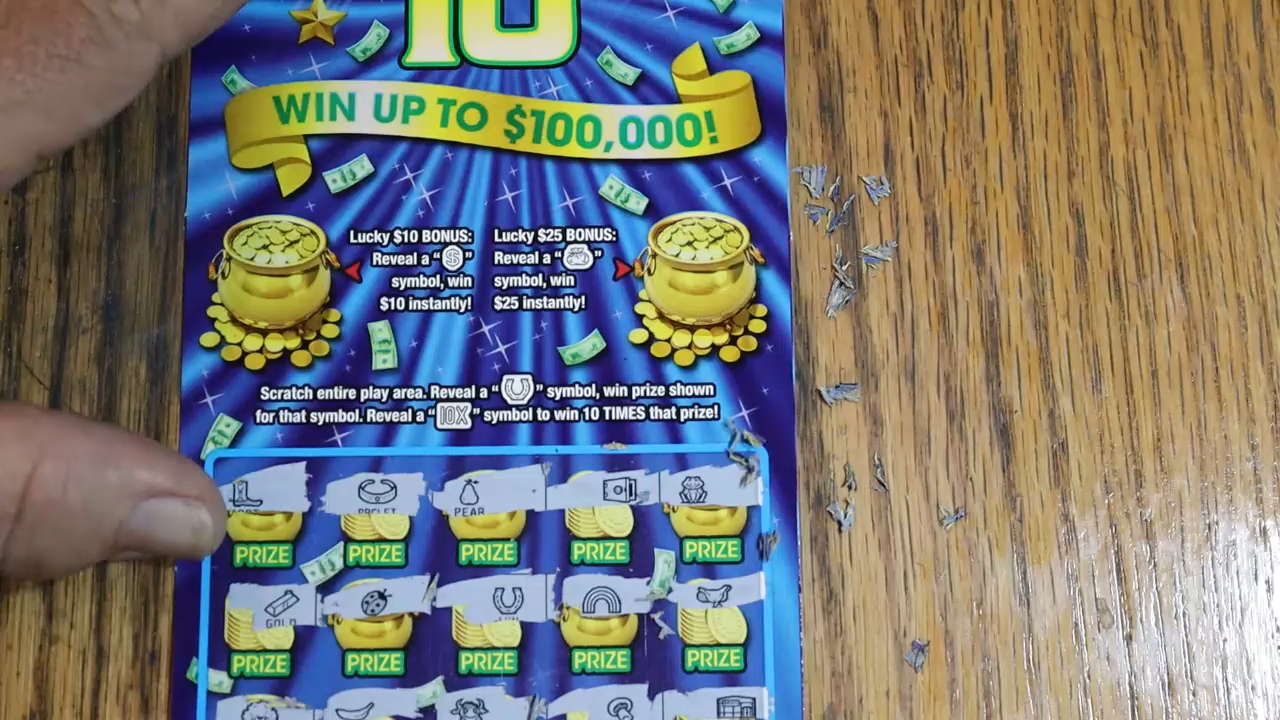 10
WIN UP TO $100,000!
Lucky $10 BONUS:
Reveal a " "
symbol, win
$10 instantly!
Lucky $25 BONUS:
Reveal a " "
symbol, win
$25 instantly!
Scratch entire play area. Reveal a " " symbol, win prize shown
for that symbol. Reveal a "10X" symbol to win 10 TIMES that prize!
PEAR
PRIZE PRIZE PRIZE PRIZE PRIZE
GOLD
PRIZE PRIZE PRIZE PRIZE PRIZE